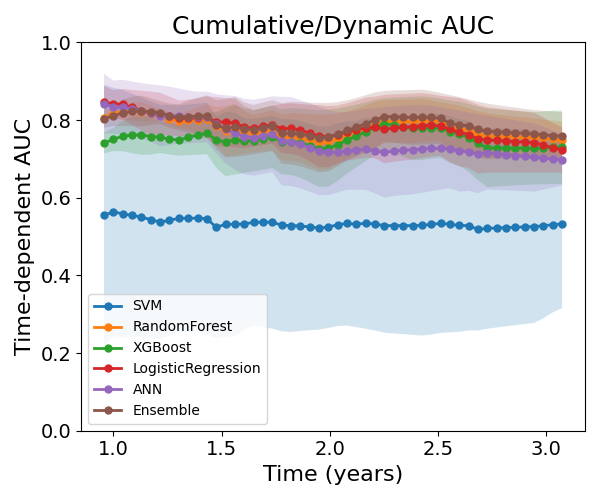 Cumulative/Dynamic AUC
Time-dependent AUC
1.0
0.8
0.6
0.4
0.2
0.0
SVM
RandomForest
XGBoost
LogisticRegression
ANN
Ensemble
1.0 1.5 2.0 2.5 3.0
Time (years)